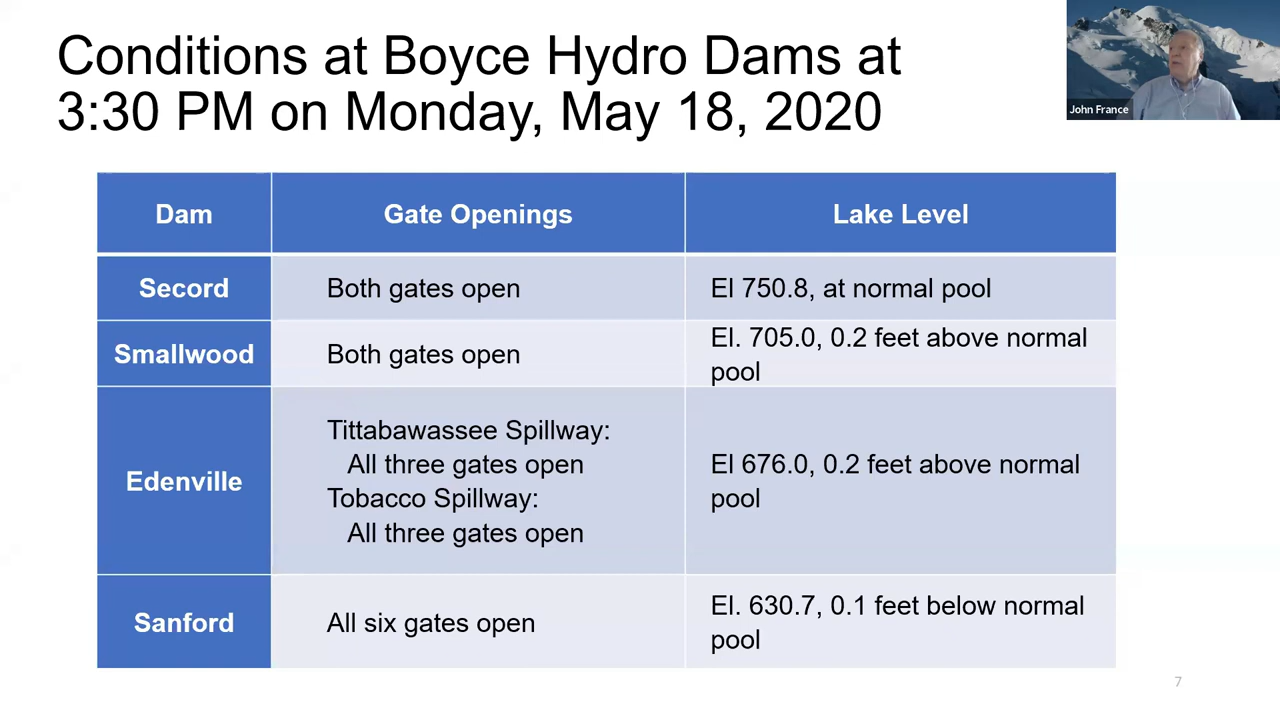 Conditions at Boyce Hydro Dams at
3:30 PM on Monday, May 18, 2020
John France
Dam
Gate Openings
Lake Level
Secord
Both gates open
El 750.8, at normal pool
Smallwood
Both gates open
El. 705.0, 0.2 feet above normal
pool
Edenville
Tittabawassee Spillway:
All three gates open
Tobacco Spillway:
All three gates open
El 676.0, 0.2 feet above normal
pool
Sanford
All six gates open
El. 630.7, 0.1 feet below normal
pool
7